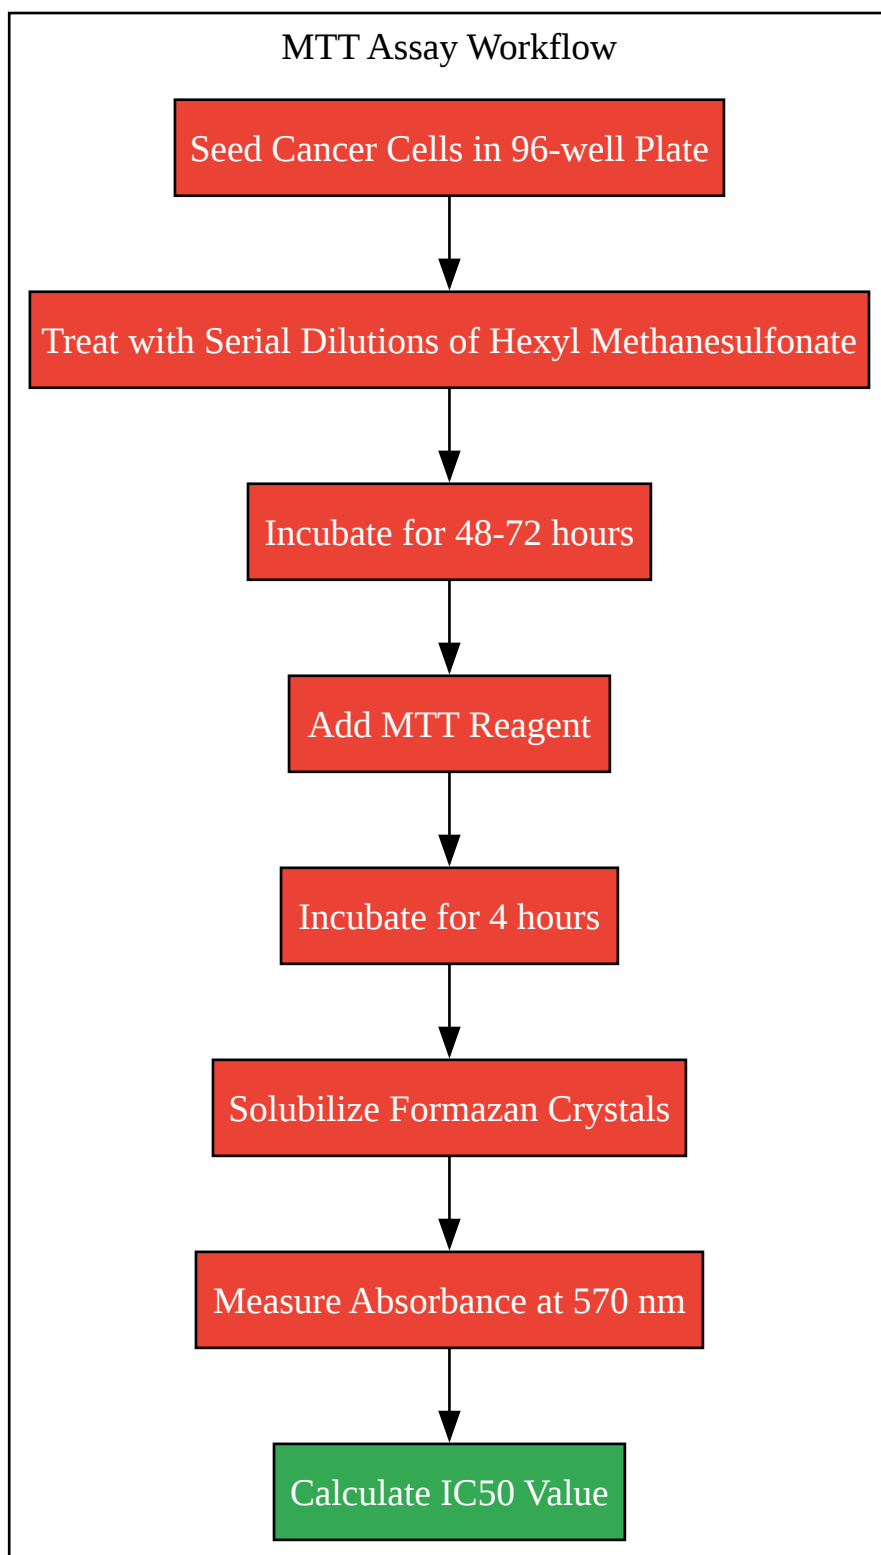 MTT Assay Workflow
Seed Cancer Cells in 96-well Plate
Treat with Serial Dilutions of Hexyl Methanesulfonate
Incubate for 48-72 hours
Add MTT Reagent
Incubate for 4 hours
Solubilize Formazan Crystals
Measure Absorbance at 570 nm
Calculate IC50 Value